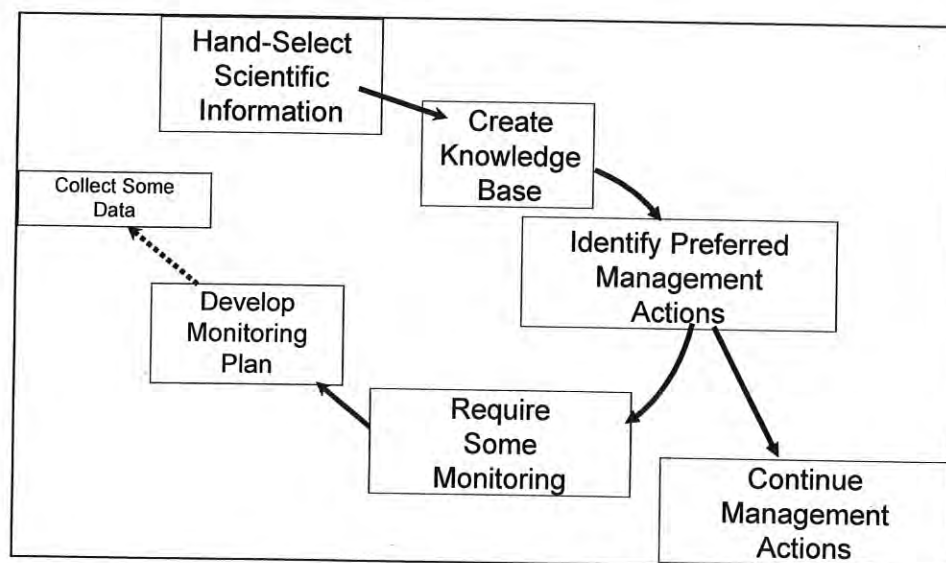 Hand-Select
Scientific
Information
Create
Knowledge
Base
Identify Preferred
Management
Actions
Continue
Management
Actions
Require
Some
Monitoring
Develop
Monitoring
Plan
Collect Some
Data